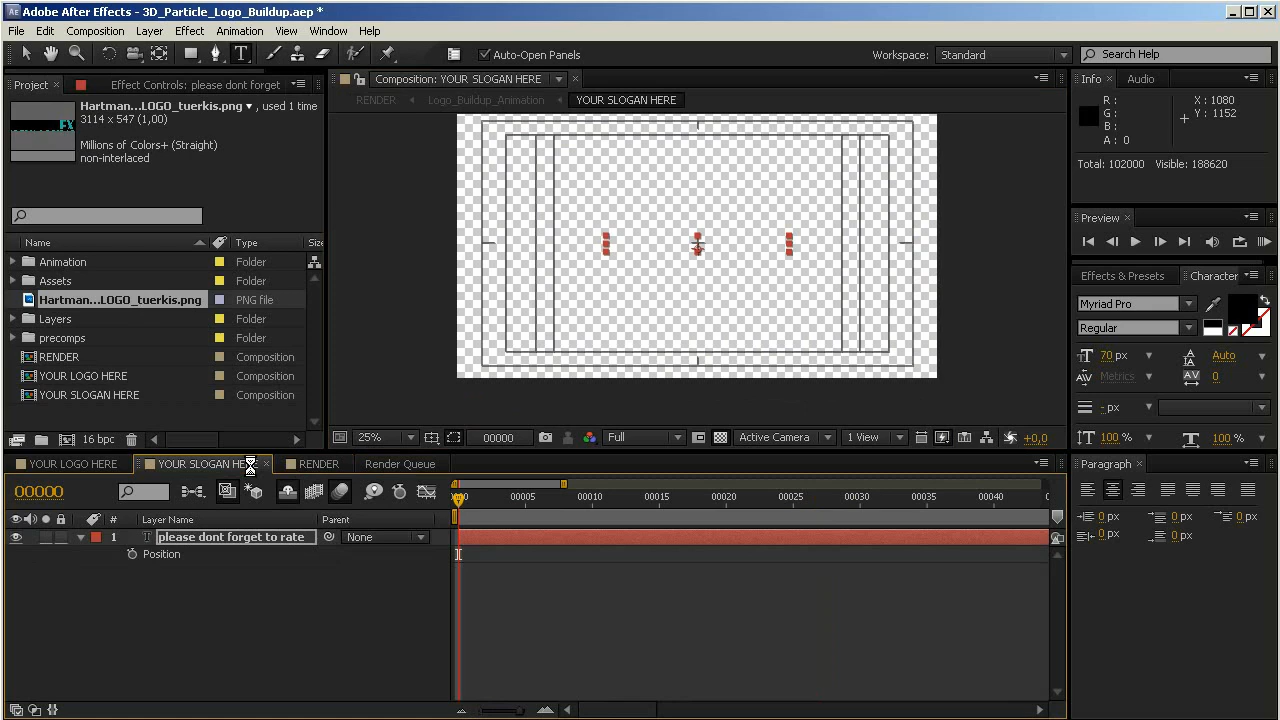 Adobe After Effects - 3D_Particle_Logo_Buildup.aep *
File Edit Composition Layer Effect Animation View Window Help
Auto-Open Panels
Workspace: Standard
Search Help
Project
Effect Controls: please dont forget
Hartman...LOGO_tuerkis.png ▾ , used 1 time
3114 x 547 (1,00)
Millions of Colors+ (Straight)
non-interlaced
FX
Name Type Size
Animation Folder
Assets Folder
Hartman...LOGO_tuerkis.png PNG file
Layers Folder
precomps Folder
RENDER Composition
YOUR LOGO HERE Composition
YOUR SLOGAN HERE Composition
16 bpc
Composition: YOUR SLOGAN HERE
RENDER Logo_Buildup_Animation YOUR SLOGAN HERE
25% 00000 Full Active Camera 1 View +0,0
Info Audio
R :
G :
B :
A : 0
X : 1080
Y : 1152
Total: 102000 Visible: 188620
Preview
Effects & Presets Character
Myriad Pro
Regular
70 px Auto
Metrics 0
- px
100 % 100 %
Paragraph
0 px 0 px 0 px
0 px 0 px
YOUR LOGO HERE YOUR SLOGAN HERE RENDER Render Queue
00000
00005 00010 00015 00020 00025 00030 00035 00040
# Layer Name Parent
1 T please dont forget to rate None
Position